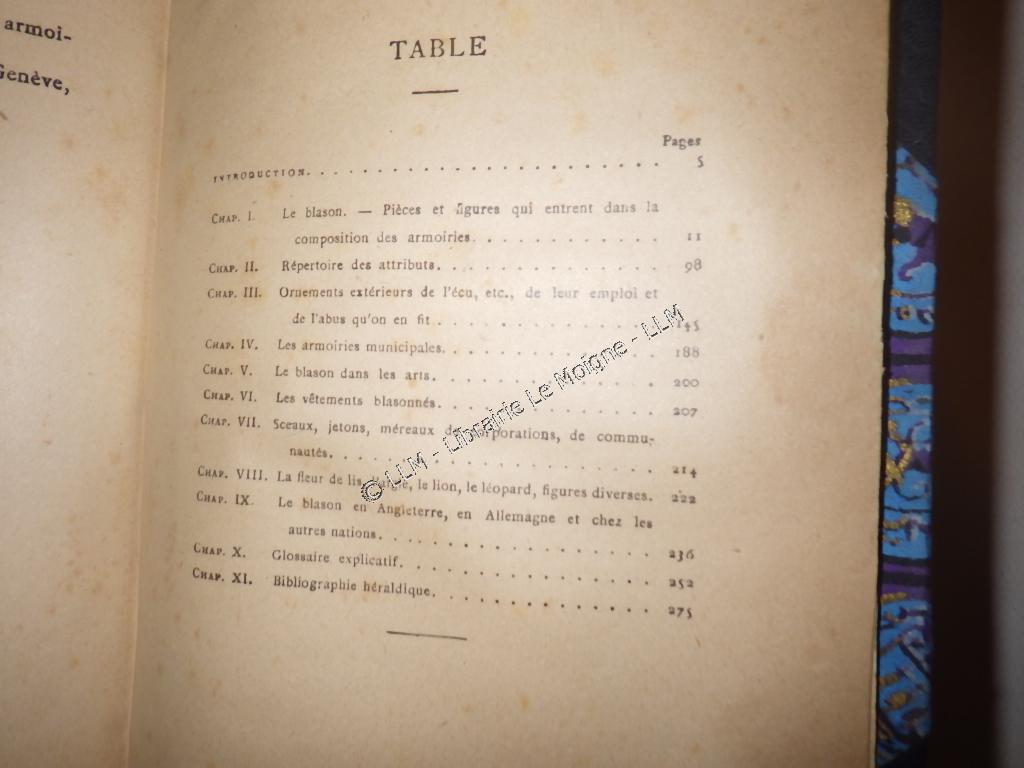 armoi-
Genève,
TABLE
Pages
INTRODUCTION. . . . . . . . . . . . . . . . . . . . . . 5
CHAP. I. Le blason. — Pièces et figures qui entrent dans la
composition des armoiries. . . . . . . . . . . . 11
CHAP. II. Répertoire des attributs. . . . . . . . . . . . . . 98
CHAP. III. Ornements extérieurs de l'écu, etc., de leur emploi et
de l'abus qu'on en fit . . . . . . . . . . . . . . 145
CHAP. IV. Les armoiries municipales. . . . . . . . . . . . . 188
CHAP. V. Le blason dans les arts. . . . . . . . . . . . . . 200
CHAP. VI. Les vêtements blasonnés. . . . . . . . . . . . . 207
CHAP. VII. Sceaux, jetons, méreaux de corporations, de commu-
nautés. . . . . . . . . . . . . . . . . . . 214
CHAP. VIII. La fleur de lis, l'aigle, le lion, le léopard, figures diverses. 222
CHAP. IX. Le blason en Angleterre, en Allemagne et chez les
autres nations. . . . . . . . . . . . . . . . 236
CHAP. X. Glossaire explicatif. . . . . . . . . . . . . . . 252
CHAP. XI. Bibliographie héraldique. . . . . . . . . . . . . 275
© LLM - Librairie Le Moigne - LLM